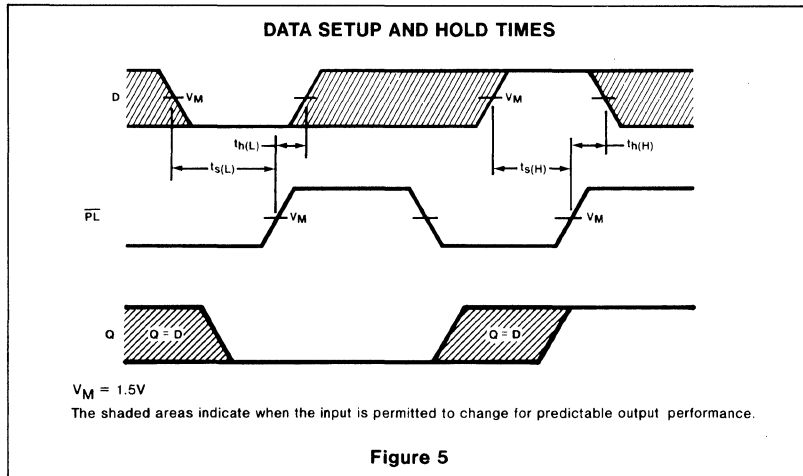 DATA SETUP AND HOLD TIMES
D
VM
VM
th(L)
th(H)
ts(L)
ts(H)
PL
VM
VM
Q
Q = D
Q = D
VM = 1.5V
The shaded areas indicate when the input is permitted to change for predictable output performance.
Figure 5